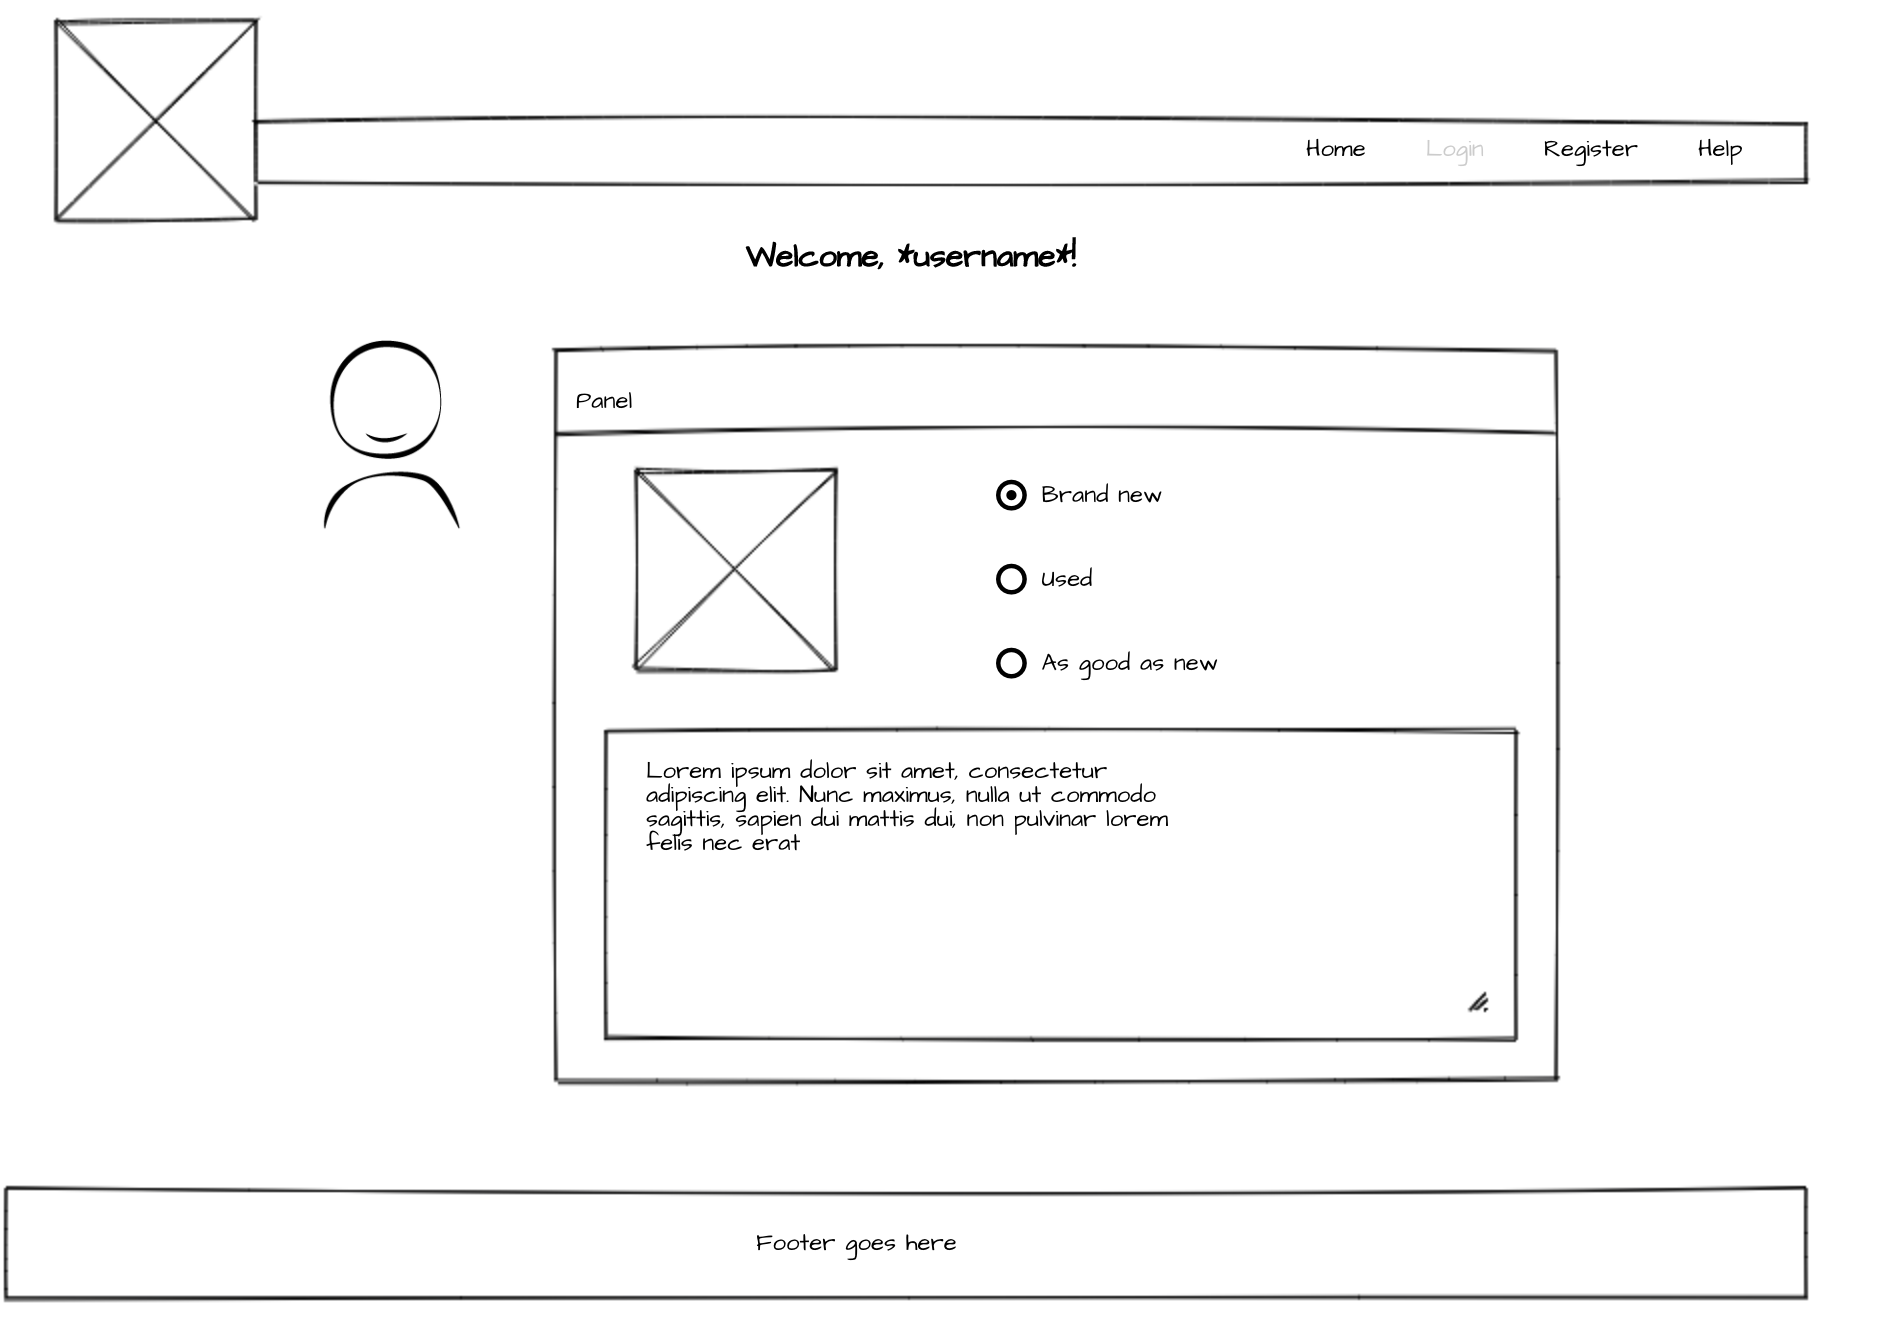 Home Login Register Help
Welcome, *username*!
Panel
Brand new
Used
As good as new
Lorem ipsum dolor sit amet, consectetur
adipiscing elit. Nunc maximus, nulla ut commodo
sagittis, sapien dui mattis dui, non pulvinar lorem
felis nec erat
Footer goes here